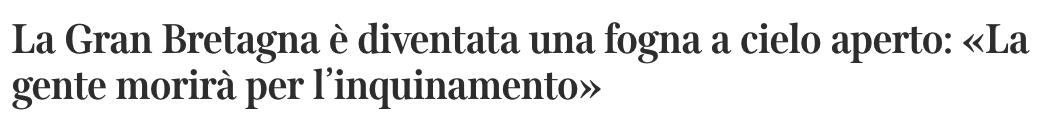 La Gran Bretagna è diventata una fogna a cielo aperto: «La
gente morirà per l’inquinamento»